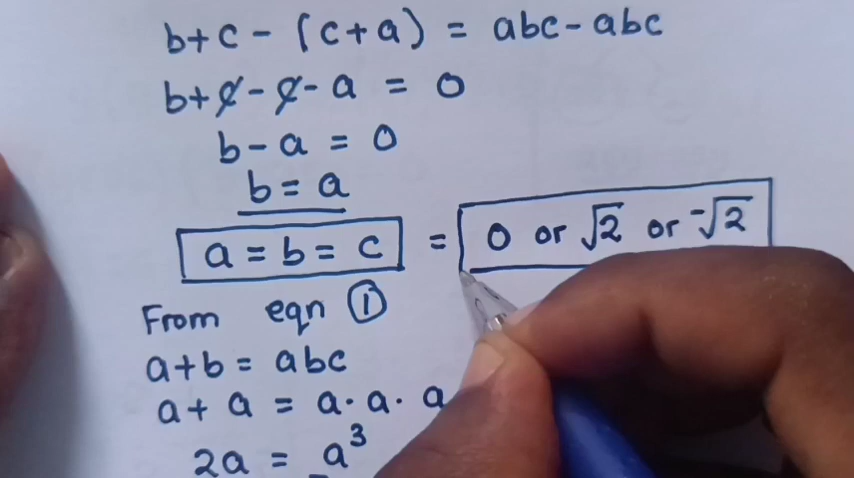 b+c - (c+a) = abc - abc
b+c - c - a = 0
b - a = 0
b = a
a = b = c = 0 or √2 or -√2
From eqn ①
a+b = abc
a+a = a·a·a
2a = a³